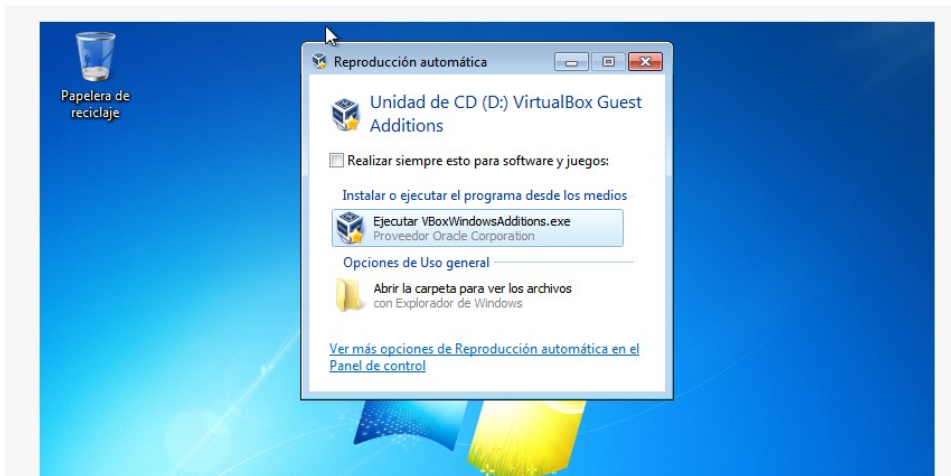 Papelera de
reciclaje
Reproducción automática
Unidad de CD (D:) VirtualBox Guest
Additions
Realizar siempre esto para software y juegos:
Instalar o ejecutar el programa desde los medios
Ejecutar VBoxWindowsAdditions.exe
Proveedor Oracle Corporation
Opciones de Uso general
Abrir la carpeta para ver los archivos
con Explorador de Windows
Ver más opciones de Reproducción automática en el
Panel de control